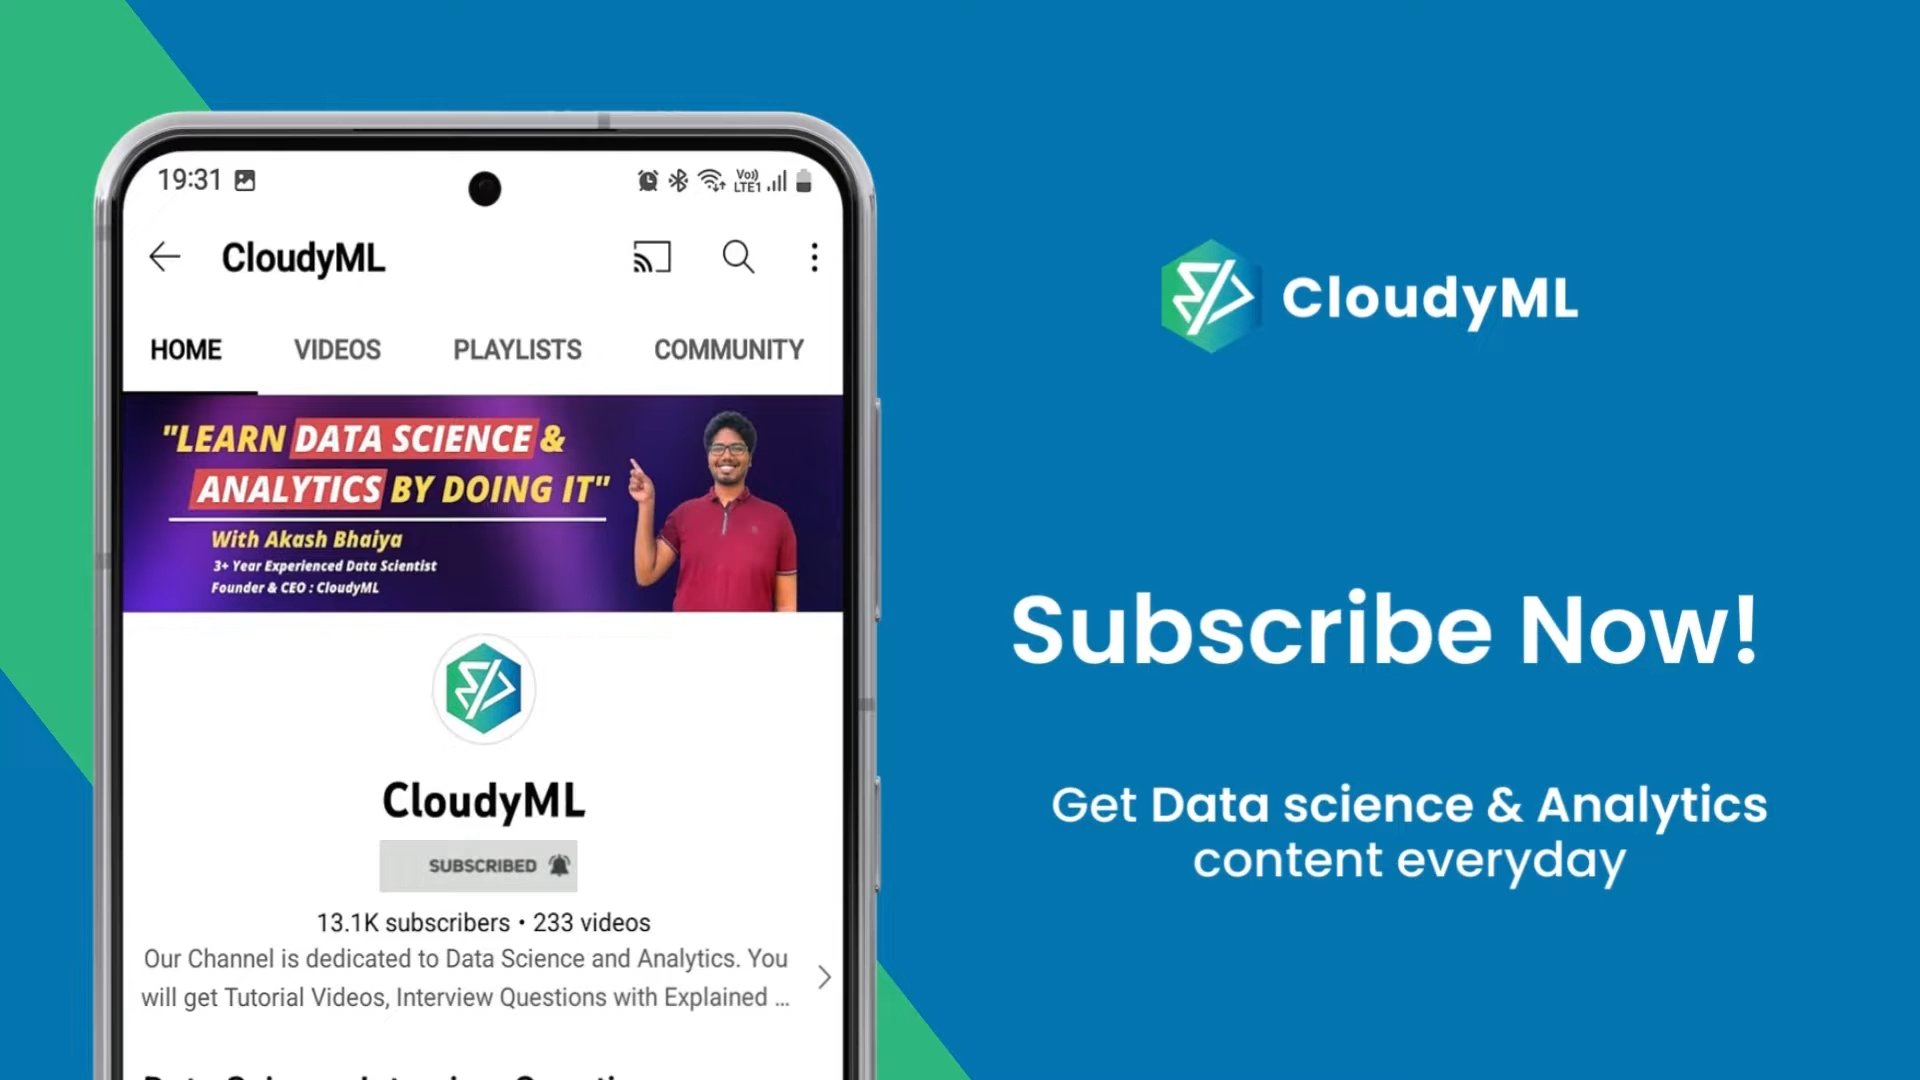 19:31
Vo))
LTE1
CloudyML
HOME VIDEOS PLAYLISTS COMMUNITY
"LEARN DATA SCIENCE &
ANALYTICS BY DOING IT"
With Akash Bhaiya
3+ Year Experienced Data Scientist
Founder & CEO : CloudyML
CloudyML
SUBSCRIBED
13.1K subscribers • 233 videos
Our Channel is dedicated to Data Science and Analytics. You
will get Tutorial Videos, Interview Questions with Explained ...
CloudyML
Subscribe Now!
Get Data science & Analytics
content everyday